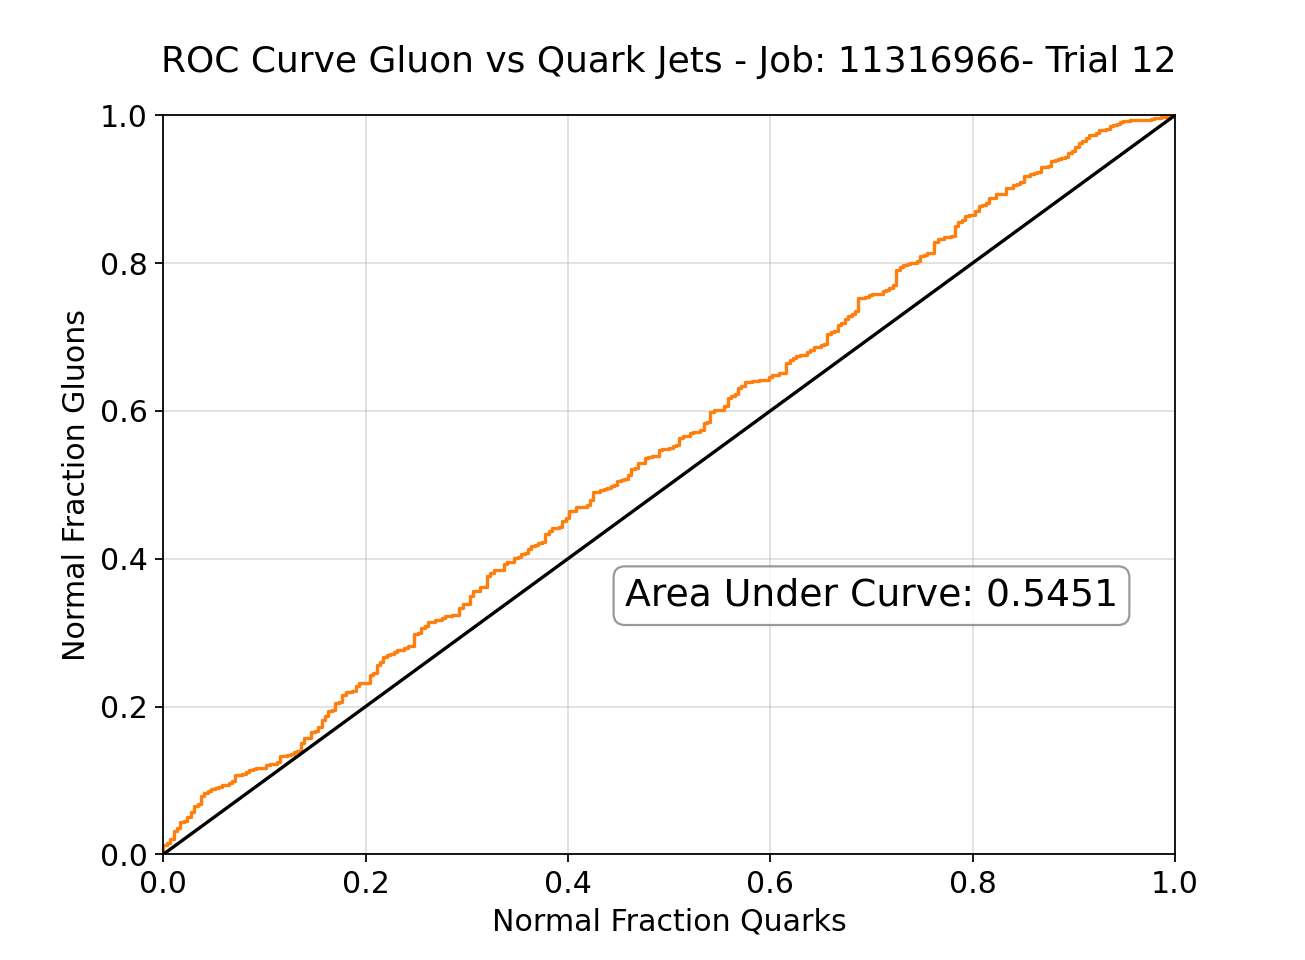 ROC Curve Gluon vs Quark Jets - Job: 11316966- Trial 12
1.0
0.8
0.6
0.4
0.2
0.0
Normal Fraction Gluons
Area Under Curve: 0.5451
0.0 0.2 0.4 0.6 0.8 1.0
Normal Fraction Quarks